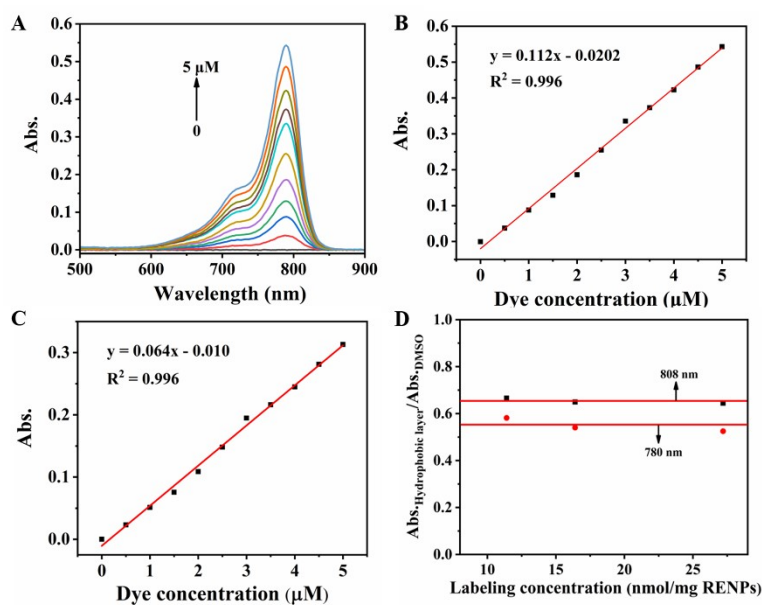 A
0.6
0.5
0.4
0.3
0.2
0.1
0.0
Abs.
5 μM
0
500 600 700 800 900
Wavelength (nm)
B
0.6
0.5
0.4
0.3
0.2
0.1
0.0
Abs.
y = 0.112x - 0.0202
R² = 0.996
0 1 2 3 4 5
Dye concentration (μM)
C
0.3
0.2
0.1
0.0
Abs.
y = 0.064x - 0.010
R² = 0.996
0 1 2 3 4 5
Dye concentration (μM)
D
1.0
0.8
0.6
0.4
0.2
0.0
Abs.Hydrophobic layer/Abs.DMSO
808 nm
780 nm
10 15 20 25
Labeling concentration (nmol/mg RENPs)